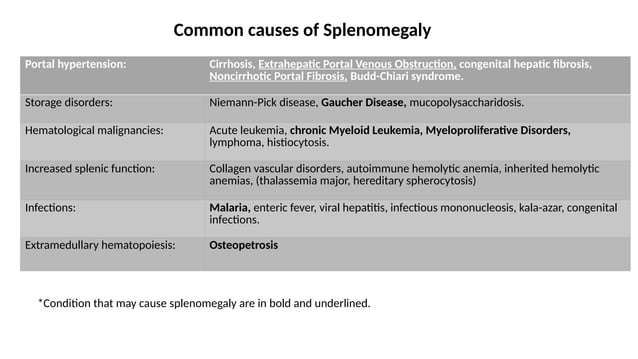 Common causes of Splenomegaly
Portal hypertension:
Cirrhosis, Extrahepatic Portal Venous Obstruction, congenital hepatic fibrosis,
Noncirrhotic Portal Fibrosis, Budd-Chiari syndrome.
Storage disorders:
Niemann-Pick disease, Gaucher Disease, mucopolysaccharidosis.
Hematological malignancies:
Acute leukemia, chronic Myeloid Leukemia, Myeloproliferative Disorders,
lymphoma, histiocytosis.
Increased splenic function:
Collagen vascular disorders, autoimmune hemolytic anemia, inherited hemolytic
anemias, (thalassemia major, hereditary spherocytosis)
Infections:
Malaria, enteric fever, viral hepatitis, infectious mononucleosis, kala-azar, congenital
infections.
Extramedullary hematopoiesis:
Osteopetrosis
*Condition that may cause splenomegaly are in bold and underlined.